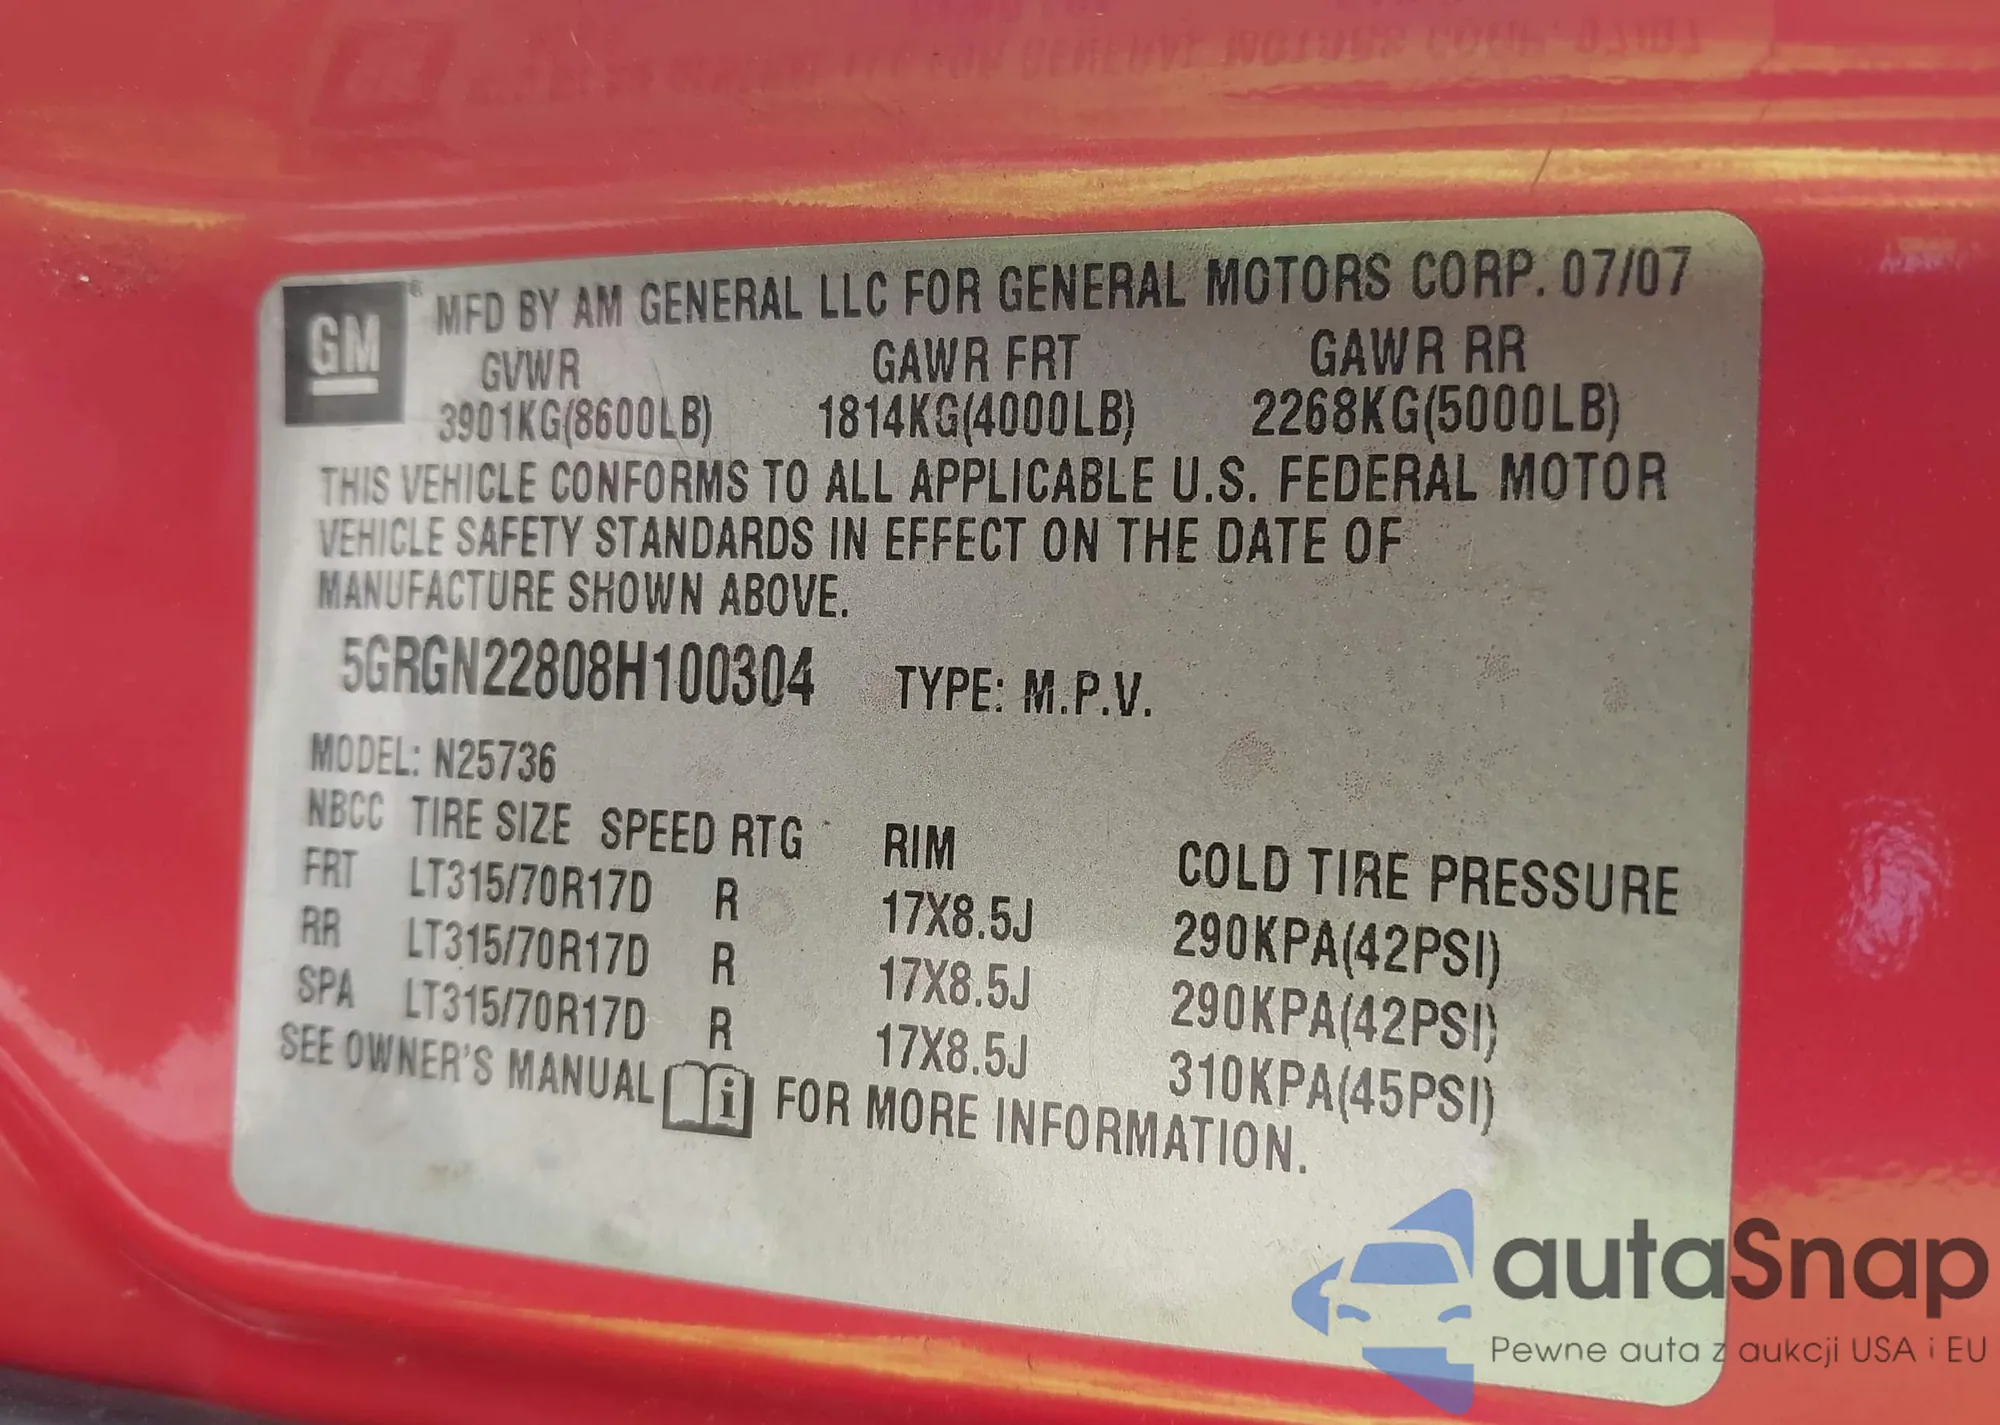 GM ® MFD BY AM GENERAL LLC FOR GENERAL MOTORS CORP. 07/07
GVWR GAWR FRT GAWR RR
3901KG(8600LB) 1814KG(4000LB) 2268KG(5000LB)
THIS VEHICLE CONFORMS TO ALL APPLICABLE U.S. FEDERAL MOTOR
VEHICLE SAFETY STANDARDS IN EFFECT ON THE DATE OF
MANUFACTURE SHOWN ABOVE.
5GRGN22808H100304 TYPE: M.P.V.
MODEL: N25736
NBCC TIRE SIZE SPEED RTG RIM COLD TIRE PRESSURE
FRT LT315/70R17D R 17X8.5J 290KPA(42PSI)
RR LT315/70R17D R 17X8.5J 290KPA(42PSI)
SPA LT315/70R17D R 17X8.5J 310KPA(45PSI)
SEE OWNER'S MANUAL i FOR MORE INFORMATION.
autaSnap
Pewne auta z aukcji USA i EU